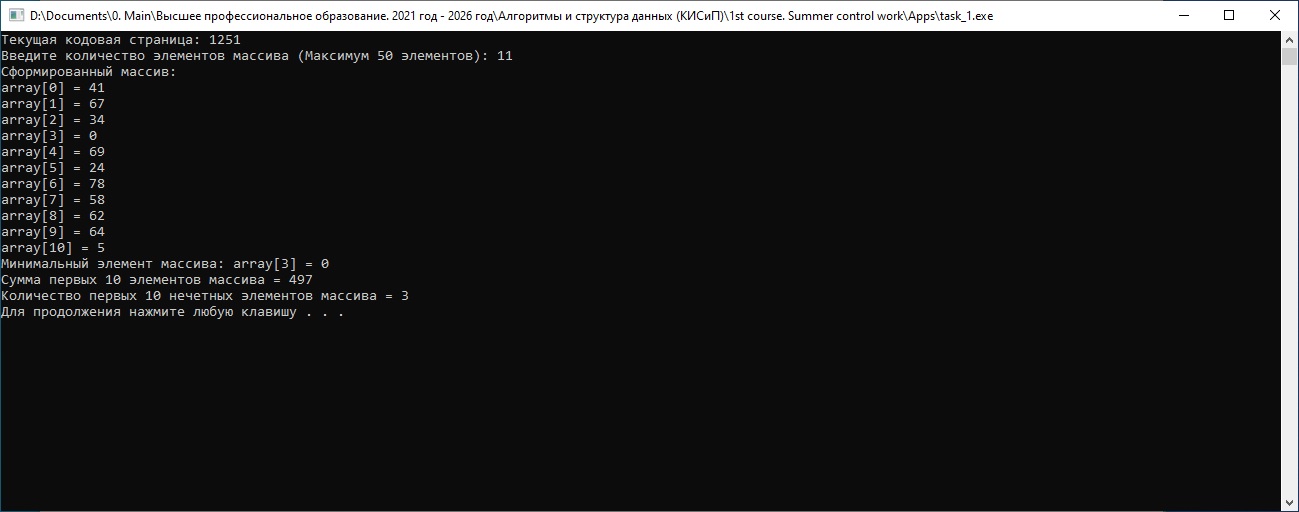 D:\Documents\0. Main\Высшее профессиональное образование. 2021 год - 2026 год\Алгоритмы и структура данных (КИСиП)\1st course. Summer control work\Apps\task_1.exe
Текущая кодовая страница: 1251
Введите количество элементов массива (Максимум 50 элементов): 11
Сформированный массив:
array[0] = 41
array[1] = 67
array[2] = 34
array[3] = 0
array[4] = 69
array[5] = 24
array[6] = 78
array[7] = 58
array[8] = 62
array[9] = 64
array[10] = 5
Минимальный элемент массива: array[3] = 0
Сумма первых 10 элементов массива = 497
Количество первых 10 нечетных элементов массива = 3
Для продолжения нажмите любую клавишу . . .